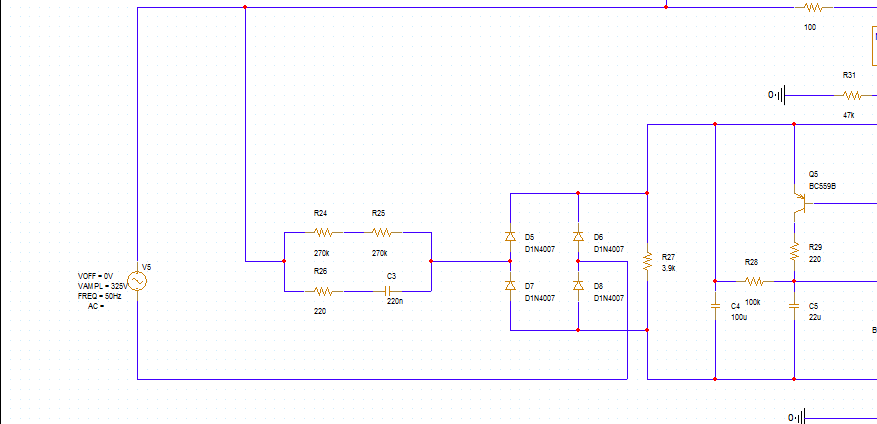 100
R31
0
47k
Q5
BC559B
R24
R25
D5
D6
D1N4007
D1N4007
R29
220
270k
270k
R27
3.9k
V5
R26
C3
R28
VOFF = 0V
VAMPL = 325V
FREQ = 50Hz
AC =
D7
D8
D1N4007
D1N4007
220n
220
C4
100k
C5
100u
22u
B
0